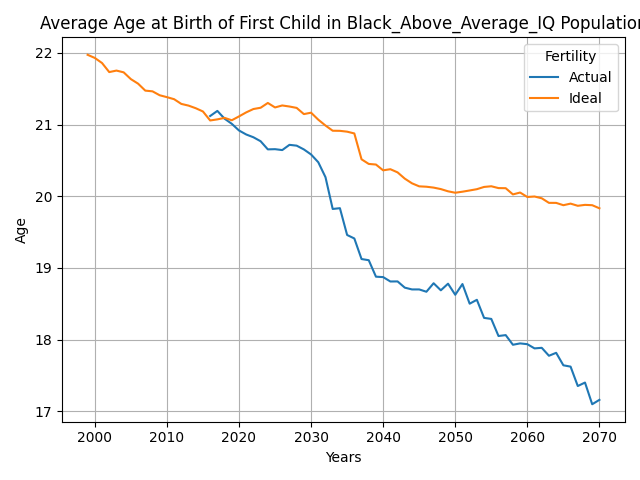 Average Age at Birth of First Child in Black_Above_Average_IQ Population
Fertility
Actual
Ideal
22
21
20
19
18
17
Age
2000 2010 2020 2030 2040 2050 2060 2070
Years